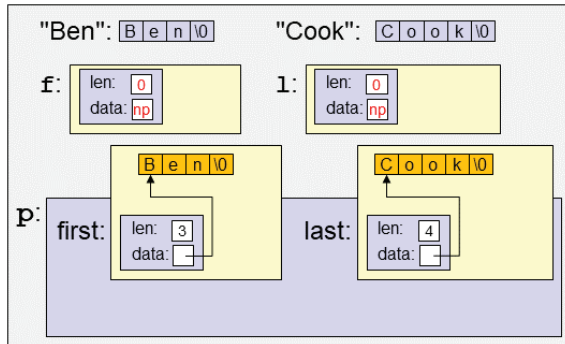 "Ben": B e n \0 "Cook": C o o k \0
f: len: 0 l: len: 0
data: np data: np
B e n \0 C o o k \0
p: first: len: 3 last: len: 4
data: data: